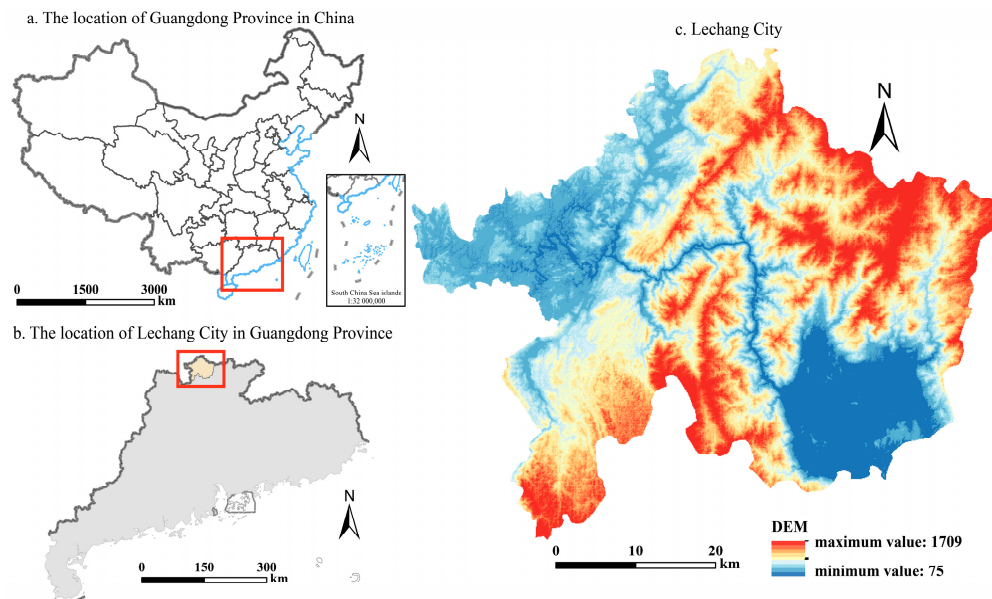 a. The location of Guangdong Province in China
N
South China Sea islands
1:32 000,000
0 1500 3000
km
b. The location of Lechang City in Guangdong Province
N
0 150 300
km
c. Lechang City
N
DEM
maximum value: 1709
minimum value: 75
0 10 20
km